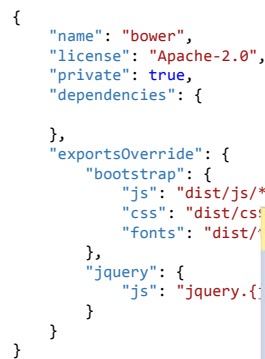 {
    "name": "bower",
    "license": "Apache-2.0",
    "private": true,
    "dependencies": {

    },
    "exportsOverride": {
        "bootstrap": {
            "js": "dist/js/*
            "css": "dist/css
            "fonts": "dist/
        },
        "jquery": {
            "js": "jquery.{
        }
    }
}